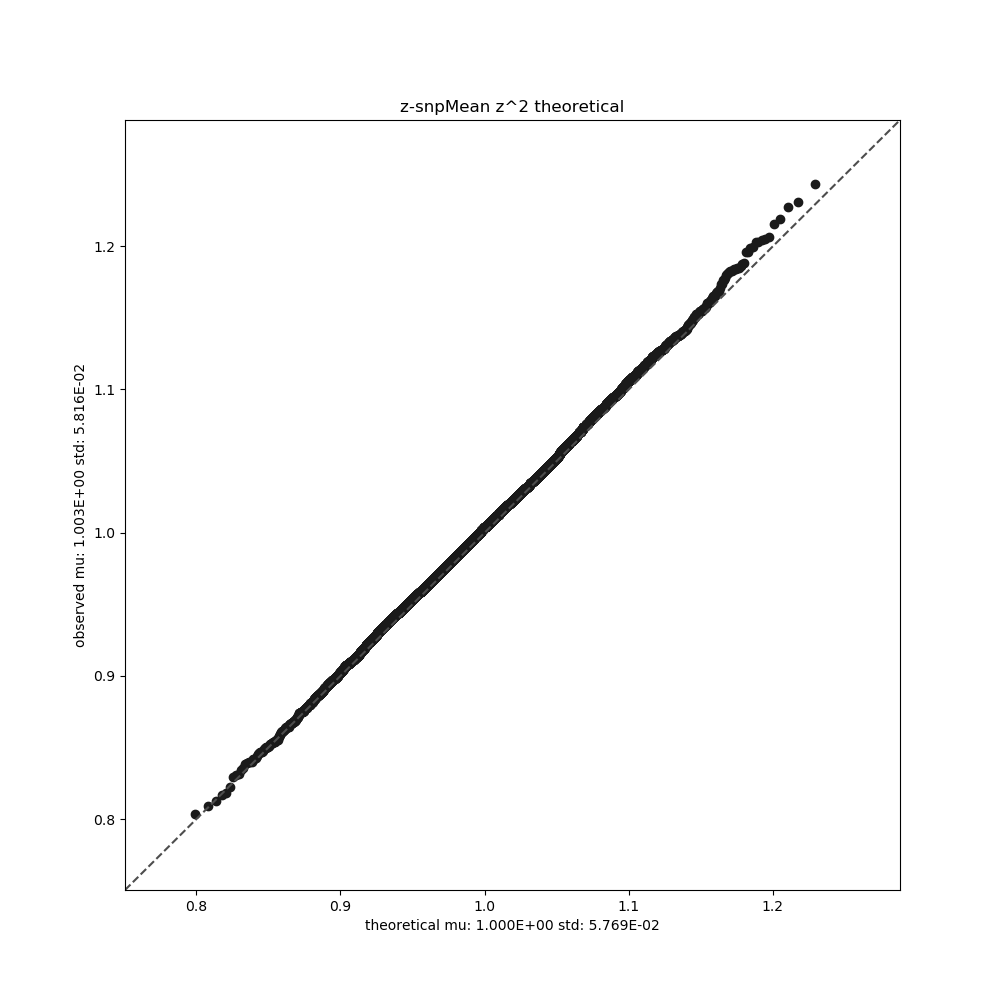 z-snpMean z^2 theoretical
observed mu: 1.003E+00 std: 5.816E-02
1.2
1.1
1.0
0.9
0.8
0.8 0.9 1.0 1.1 1.2
theoretical mu: 1.000E+00 std: 5.769E-02